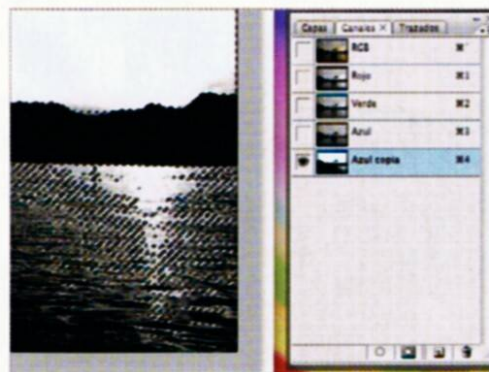 Capas Canales × Trazados
RGB ⌘~
Rojo ⌘1
Verde ⌘2
Azul ⌘3
Azul copia ⌘4